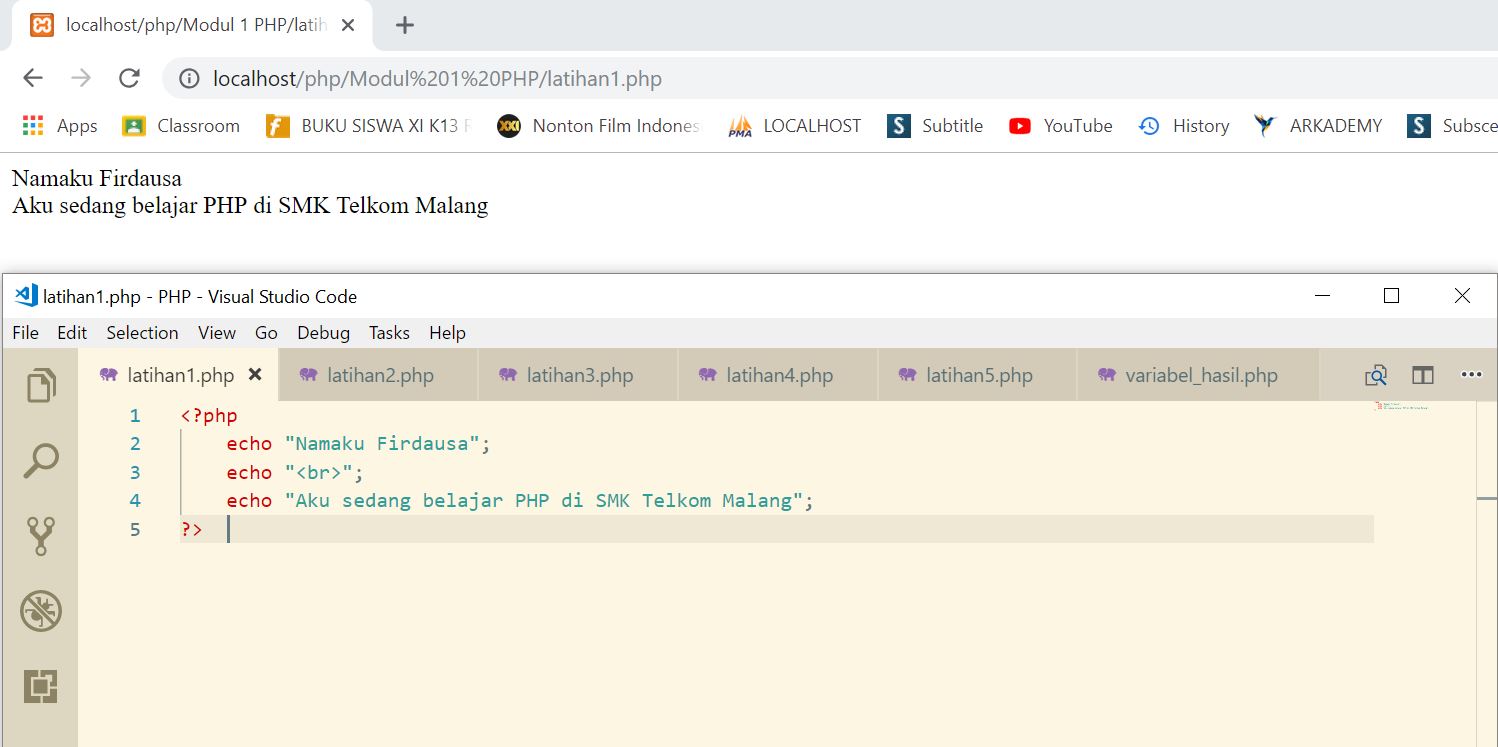 localhost/php/Modul 1 PHP/latih
localhost/php/Modul%201%20PHP/latihan1.php
Apps Classroom BUKU SISWA XI K13 Nonton Film Indones PMA LOCALHOST S Subtitle YouTube History ARKADEMY S Subsce
Namaku Firdausa
Aku sedang belajar PHP di SMK Telkom Malang
latihan1.php - PHP - Visual Studio Code
File Edit Selection View Go Debug Tasks Help
latihan1.php latihan2.php latihan3.php latihan4.php latihan5.php variabel_hasil.php
1 <?php
2 echo "Namaku Firdausa";
3 echo "<br>";
4 echo "Aku sedang belajar PHP di SMK Telkom Malang";
5 ?>